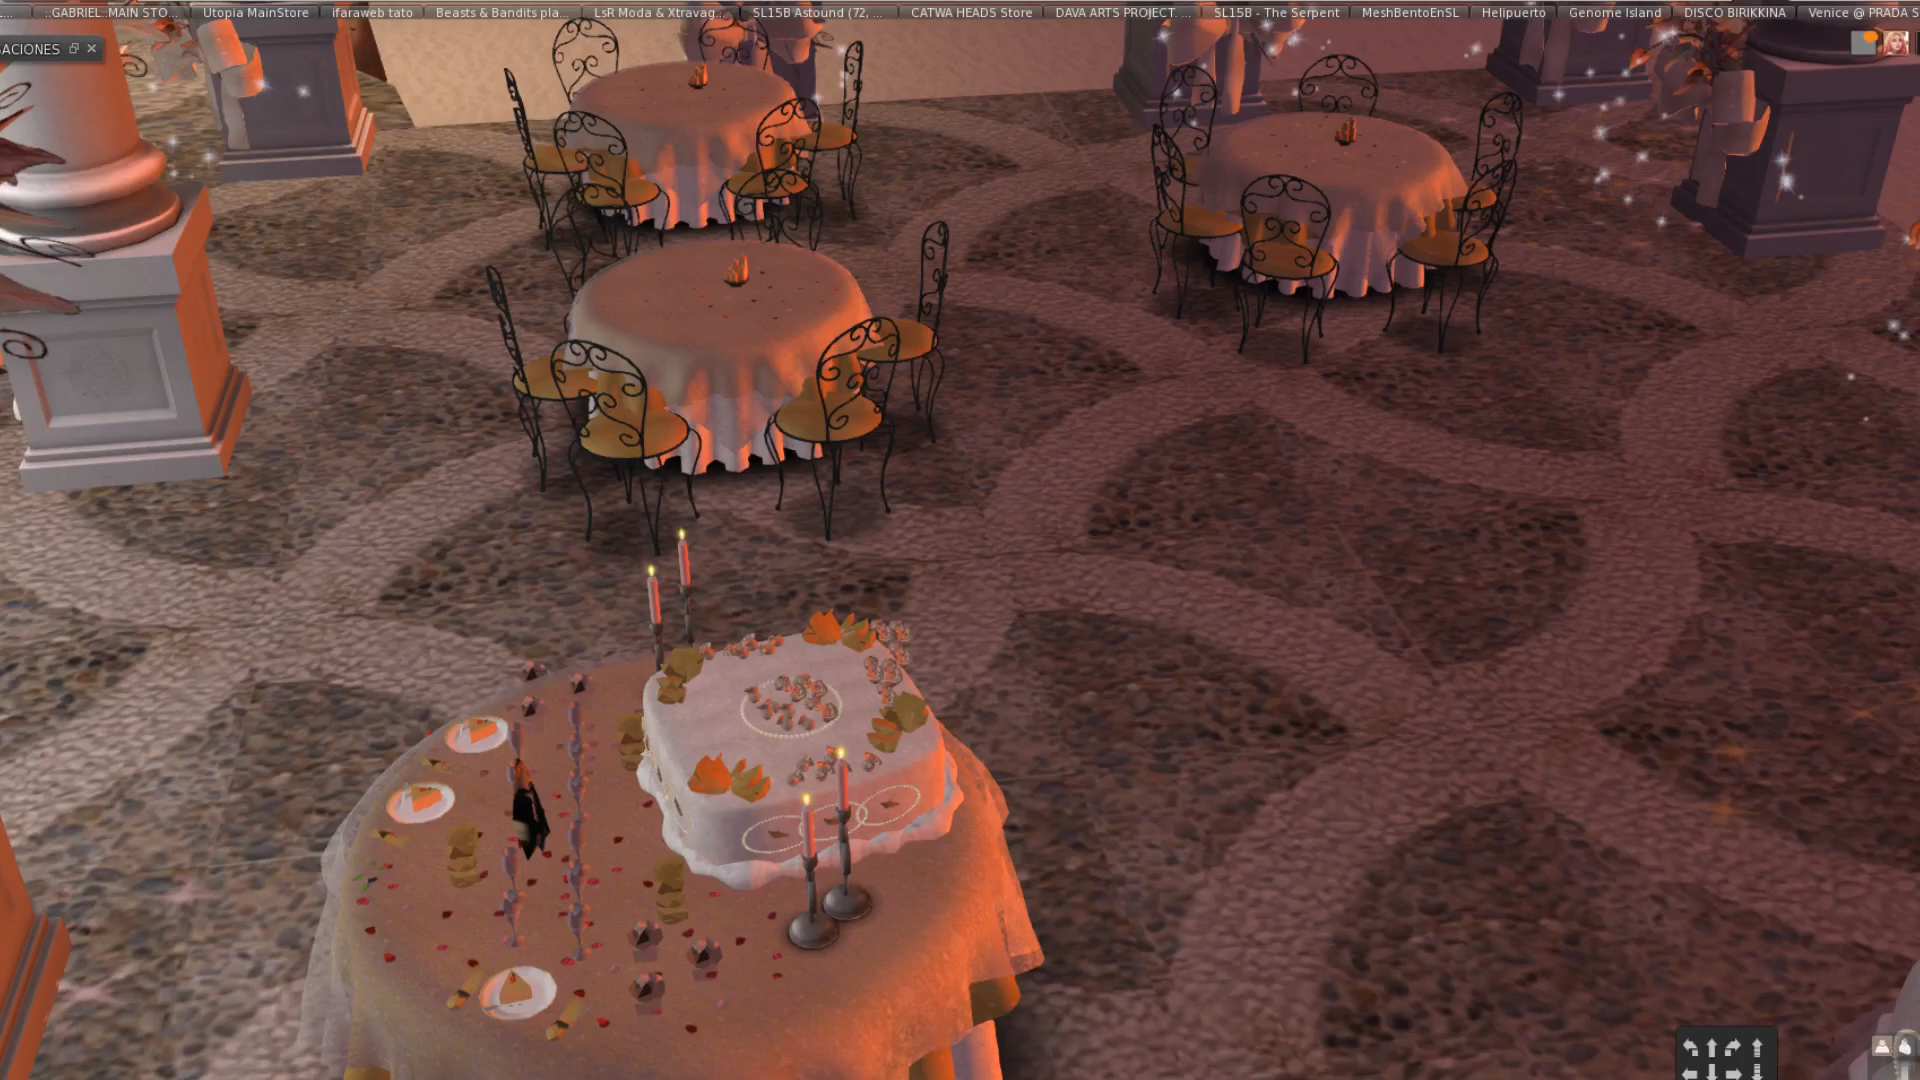 ... ::GABRIEL::MAIN STO... Utopia MainStore ifaraweb tato Beasts & Bandits pla... LsR Moda & Xtravag... SL15B Astound (72, ... CATWA HEADS Store DAVA ARTS PROJECT. ... SL15B - The Serpent MeshBentoEnSL Helipuerto Genome Island DISCO BIRIKKINA Venice @ PRADA S
ACIONES